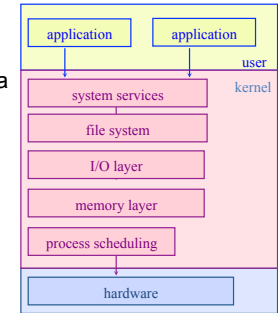 application application
user
a
kernel
system services
file system
I/O layer
memory layer
process scheduling
hardware